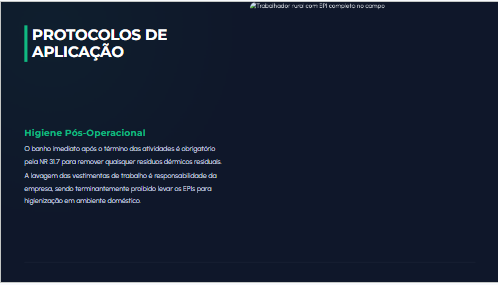 Trabalhador rural com EPI completo no campo
PROTOCOLOS DE
APLICAÇÃO
Higiene Pós-Operacional
O banho imediato após o término das atividades é obrigatório
pela NR 31.7 para remover quaisquer resíduos dérmicos residuais.
A lavagem das vestimentas de trabalho é responsabilidade da
empresa, sendo terminantemente proibido levar os EPIs para
higienização em ambiente doméstico.